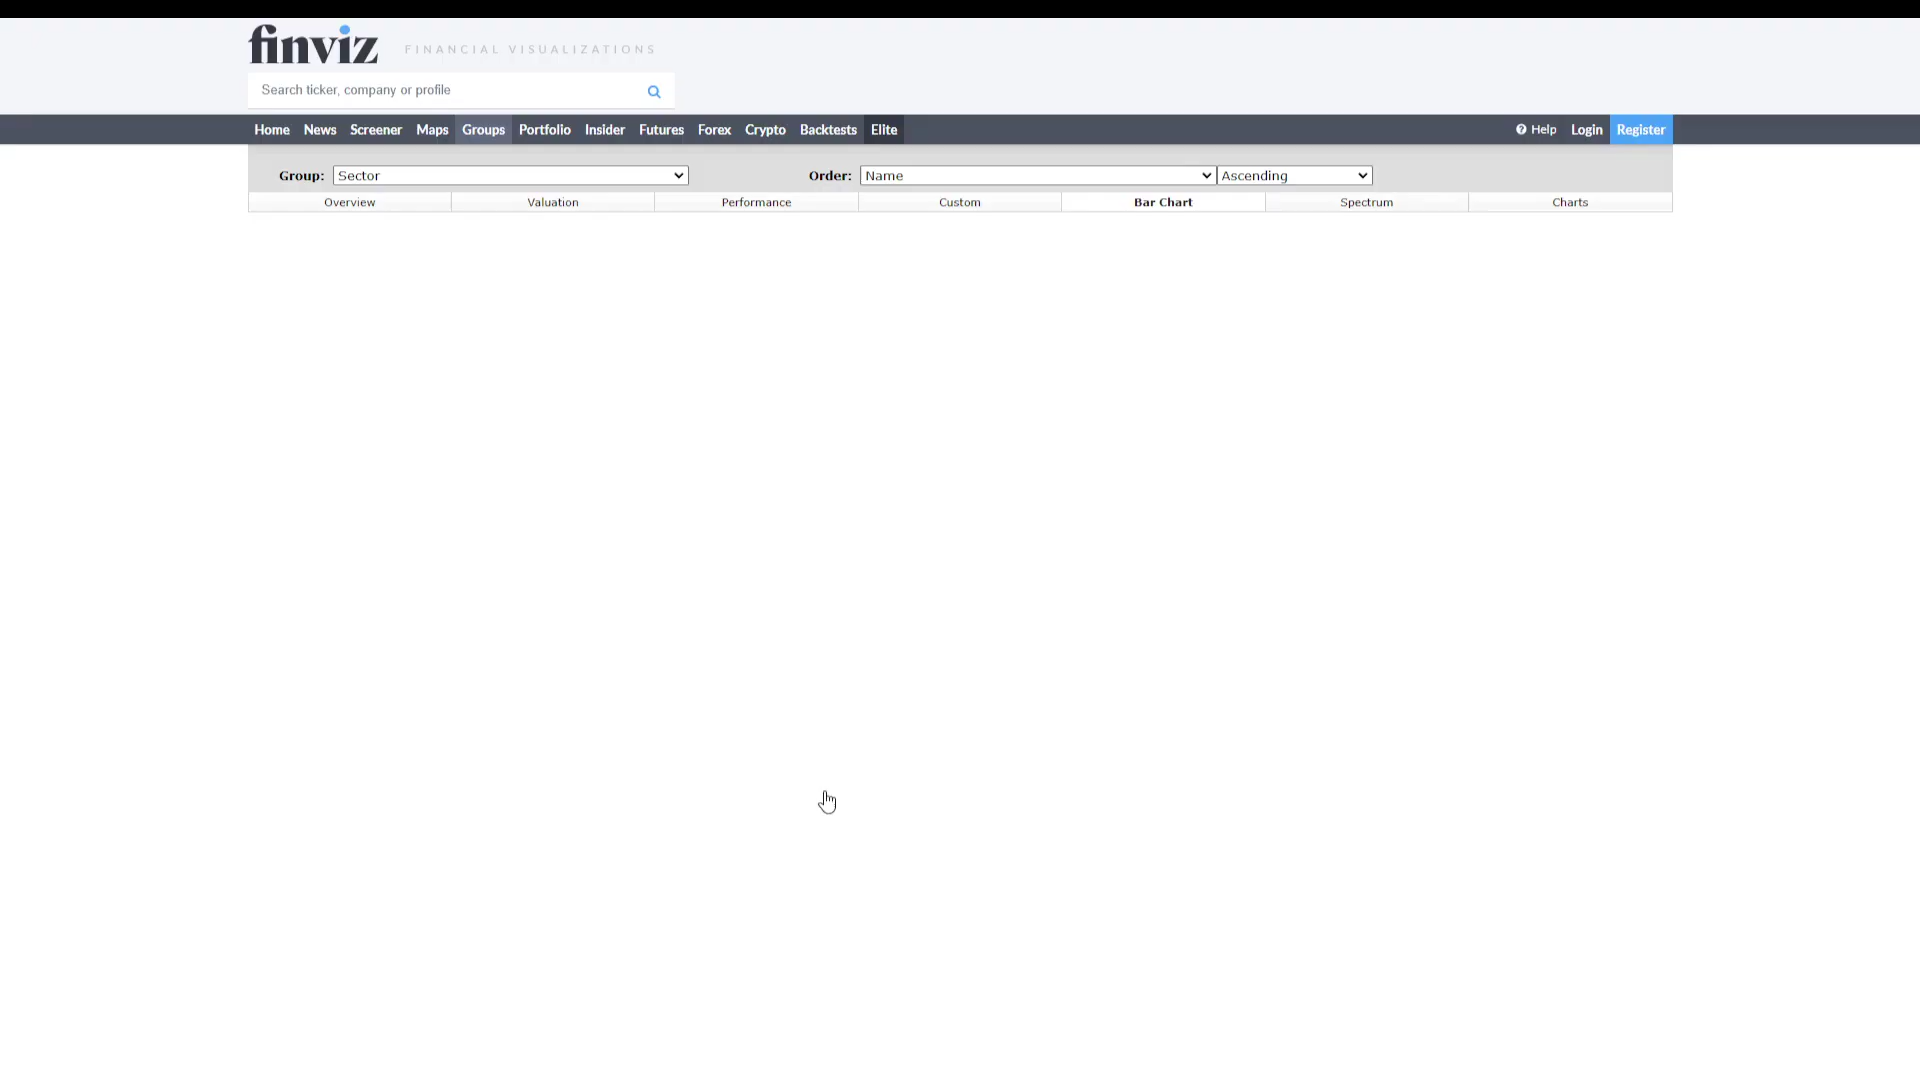 finviz FINANCIAL VISUALIZATIONS
Search ticker, company or profile
Home News Screener Maps Groups Portfolio Insider Futures Forex Crypto Backtests Elite Help Login Register
Group: Sector Order: Name Ascending
Overview Valuation Performance Custom Bar Chart Spectrum Charts